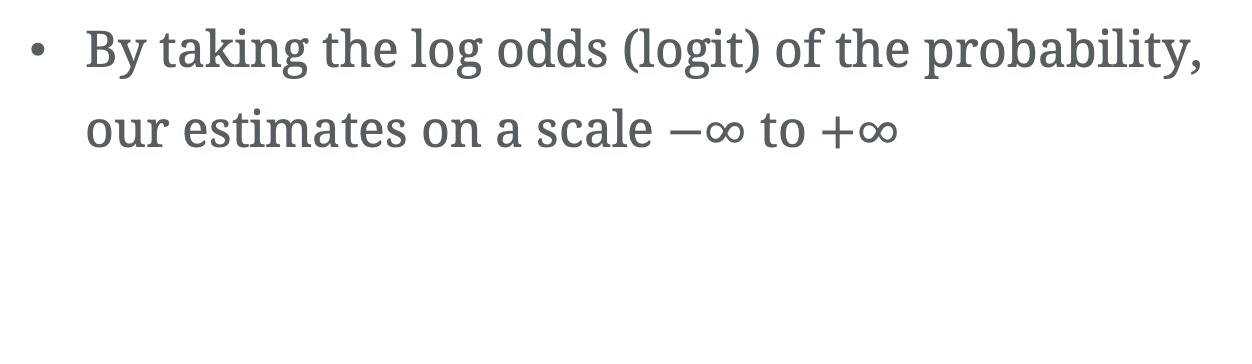 • By taking the log odds (logit) of the probability,
our estimates on a scale −∞ to +∞